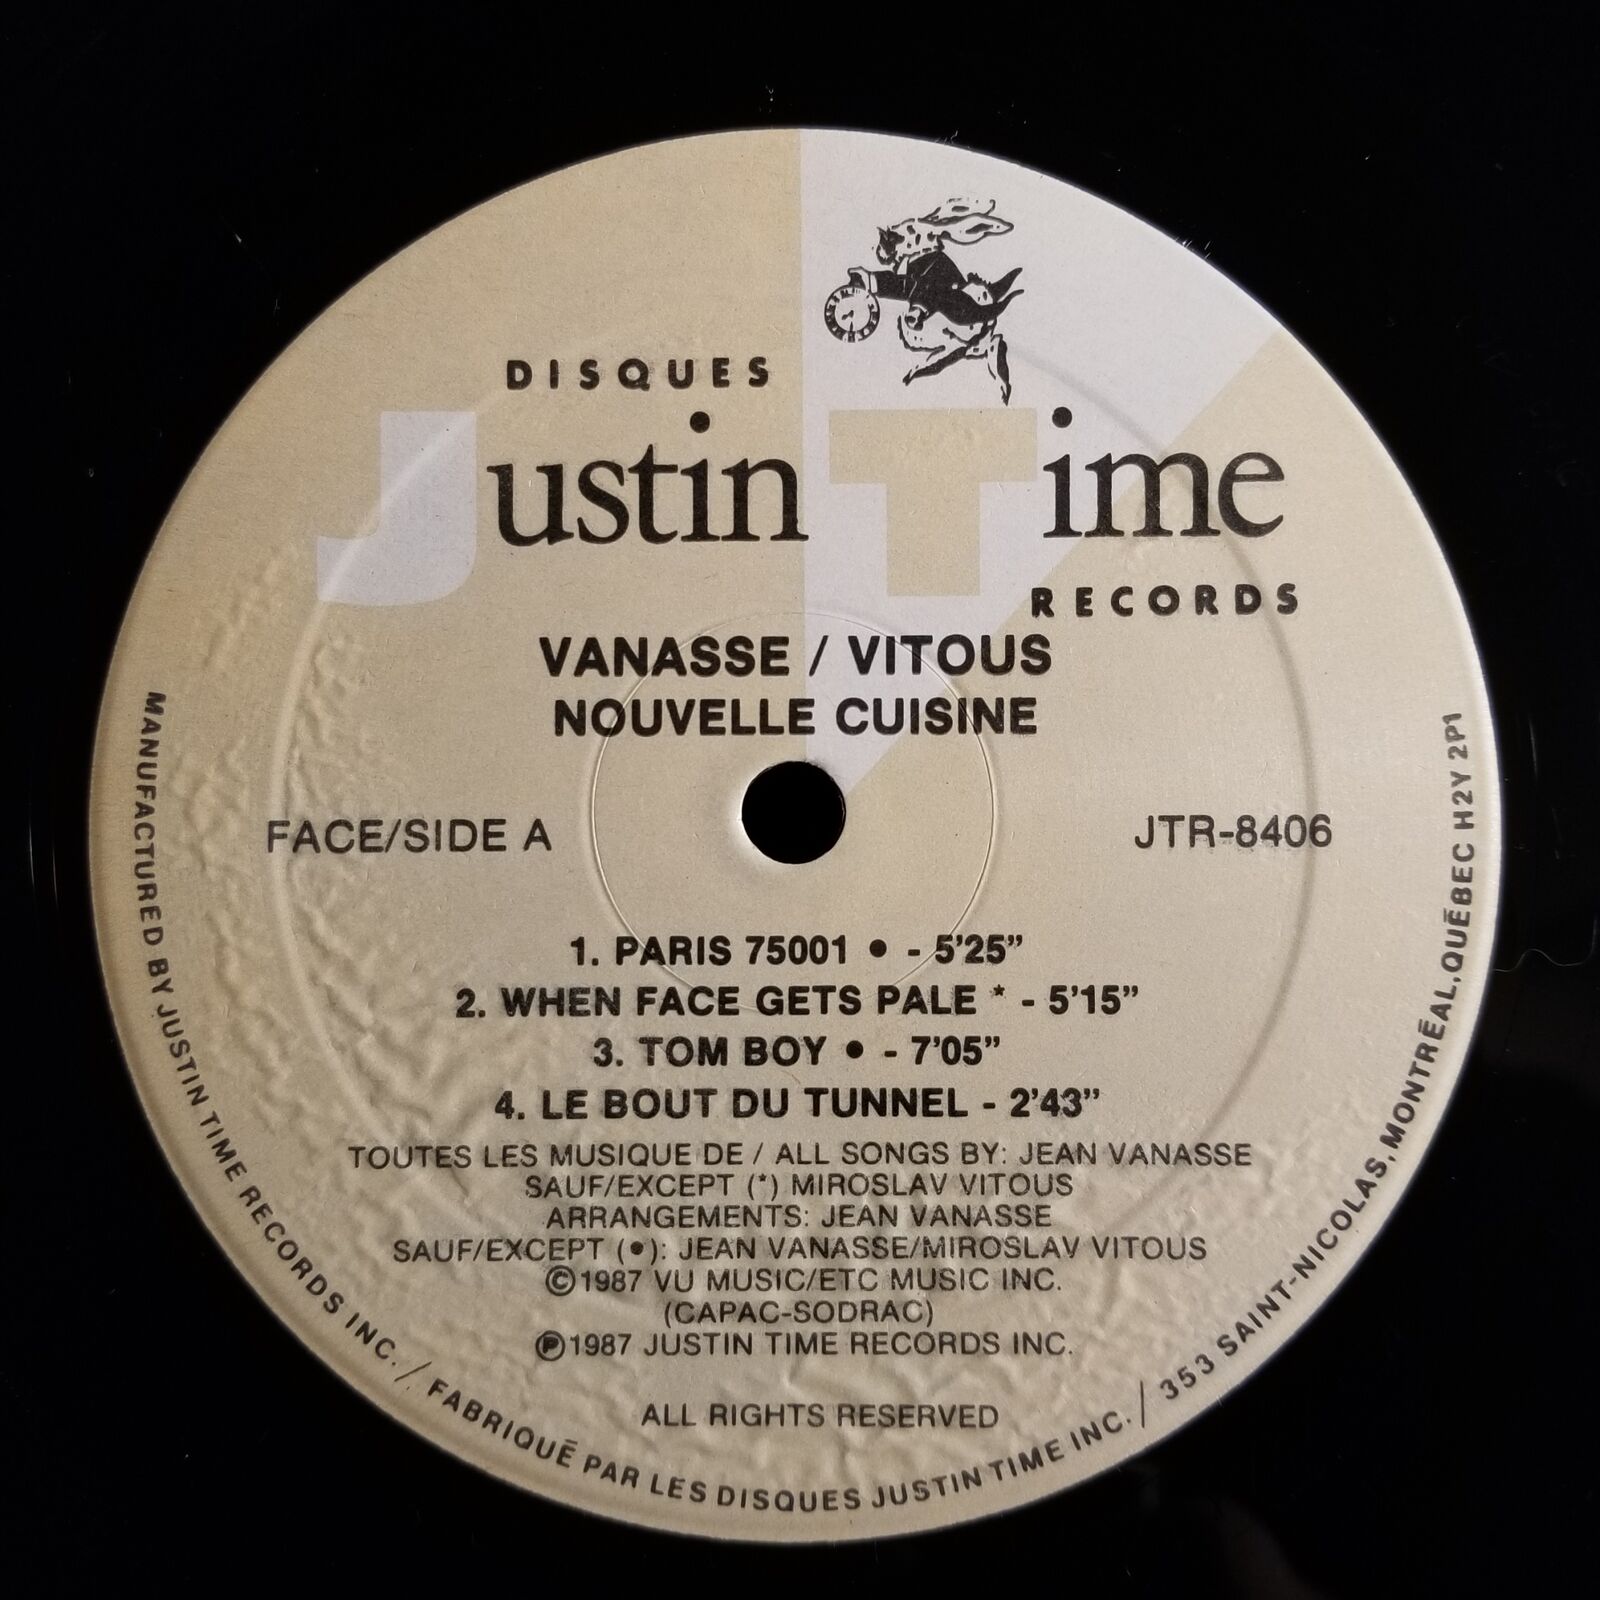 DISQUES
Justin Time
RECORDS
VANASSE / VITOUS
NOUVELLE CUISINE
FACE/SIDE A
JTR-8406
1. PARIS 75001 • - 5'25”
2. WHEN FACE GETS PALE * - 5'15”
3. TOM BOY • - 7'05”
4. LE BOUT DU TUNNEL - 2'43”
TOUTES LES MUSIQUE DE / ALL SONGS BY: JEAN VANASSE
SAUF/EXCEPT (*) MIROSLAV VITOUS
ARRANGEMENTS: JEAN VANASSE
SAUF/EXCEPT (•): JEAN VANASSE/MIROSLAV VITOUS
©1987 VU MUSIC/ETC MUSIC INC.
(CAPAC-SODRAC)
℗1987 JUSTIN TIME RECORDS INC.
ALL RIGHTS RESERVED
MANUFACTURED BY JUSTIN TIME RECORDS INC. / FABRIQUÉ PAR LES DISQUES JUSTIN TIME INC. / 353 SAINT-NICOLAS, MONTRÉAL, QUÉBEC H2Y 2P1